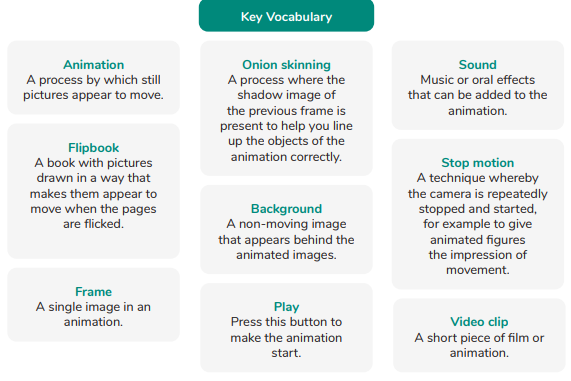 Key Vocabulary
Animation
A process by which still
pictures appear to move.
Flipbook
A book with pictures
drawn in a way that
makes them appear to
move when the pages
are flicked.
Frame
A single image in an
animation.
Onion skinning
A process where the
shadow image of
the previous frame is
present to help you line
up the objects of the
animation correctly.
Background
A non-moving image
that appears behind the
animated images.
Play
Press this button to
make the animation
start.
Sound
Music or oral effects
that can be added to the
animation.
Stop motion
A technique whereby
the camera is repeatedly
stopped and started,
for example to give
animated figures
the impression of
movement.
Video clip
A short piece of film or
animation.